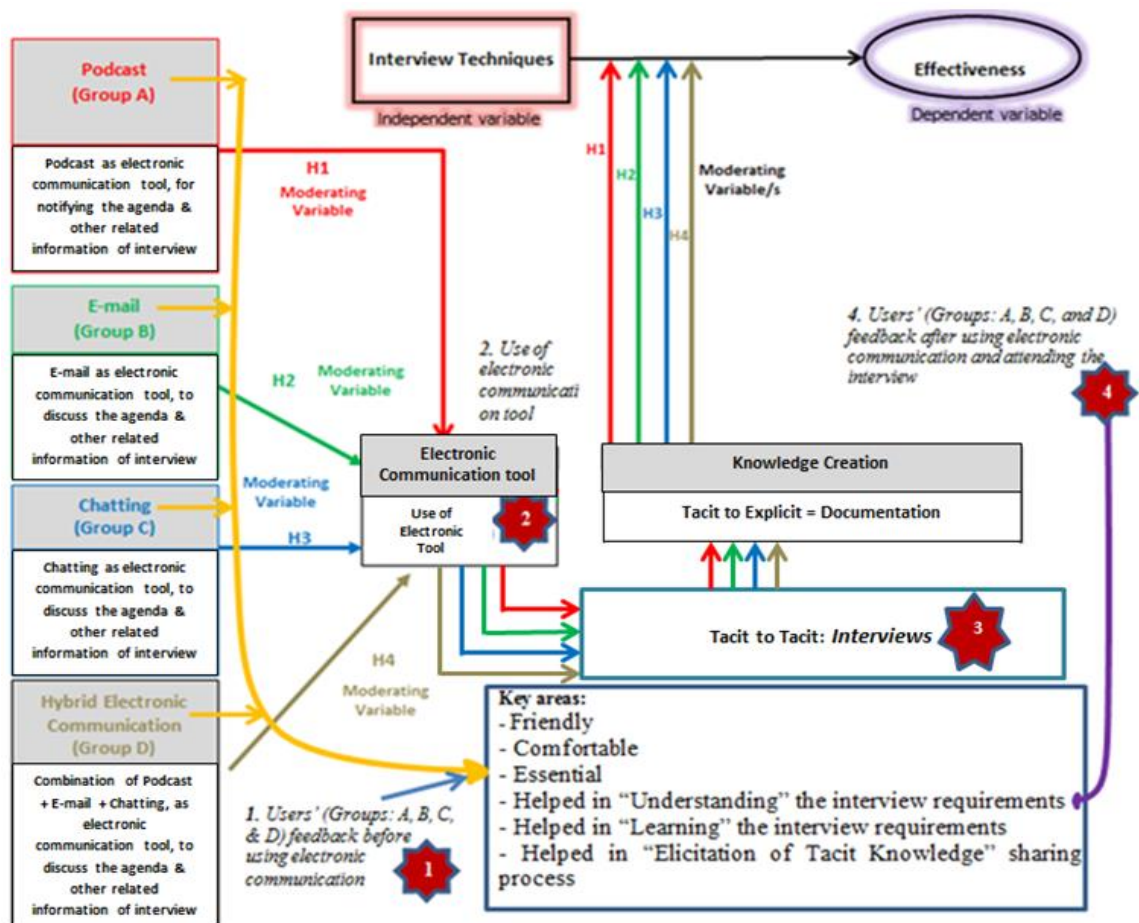 Podcast
(Group A)
Podcast as electronic
communication tool, for
notifying the agenda &
other related
information of interview
E-mail
(Group B)
E-mail as electronic
communication tool, to
discuss the agenda &
other related
information of interview
Chatting
(Group C)
Chatting as electronic
communication tool, to
discuss the agenda &
other related
information of interview
Hybrid Electronic
Communication
(Group D)
Combination of Podcast
+ E-mail + Chatting, as
electronic
communication tool, to
discuss the agenda &
other related
information of interview
H1
Moderating
Variable
H2
Moderating
Variable
Moderating
Variable
H3
H4
Moderating
Variable
Interview Techniques
Independent variable
Effectiveness
Dependent variable
H1
H2
H3
H4
Moderating
Variable/s
2. Use of
electronic
communicati
on tool
Electronic
Communication tool
Use of
Electronic
Tool
2
4. Users' (Groups: A, B, C, and D)
feedback after using electronic
communication and attending the
interview
4
Knowledge Creation
Tacit to Explicit = Documentation
Tacit to Tacit: Interviews
3
Key areas:
- Friendly
- Comfortable
- Essential
- Helped in “Understanding” the interview requirements
- Helped in “Learning” the interview requirements
- Helped in “Elicitation of Tacit Knowledge” sharing
process
1. Users' (Groups: A, B, C,
& D) feedback before
using electronic
communication
1